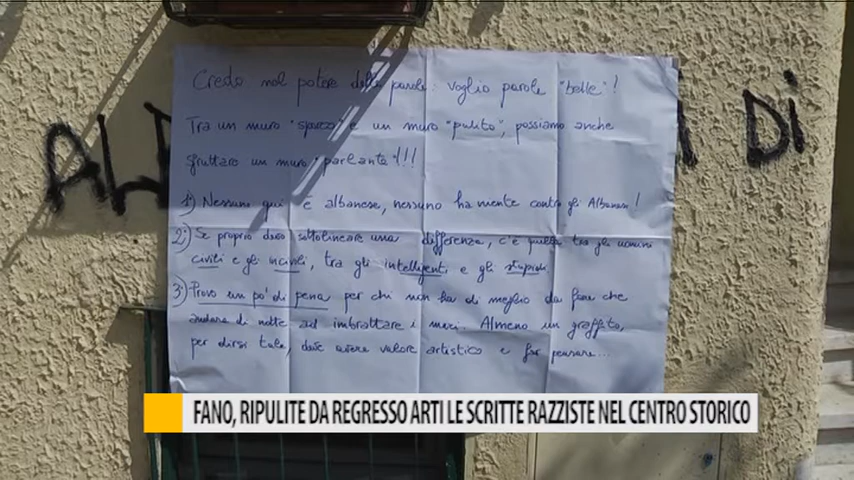 Credo nel potere delle parole: voglio parole "belle"!
Tra un muro "sporco" e un muro "pulito", possiamo anche
sfruttare un muro "parlante"!!!
1) Nessuno qui è albanese, nessuno ha niente contro gli Albanesi!
2) Se proprio devo sottolineare una differenza, c'è quella tra gli uomini
civili e gli incivili, tra gli intelligenti e gli stupidi.
3) Provo un po' di pena per chi non ha di meglio da fare che
andare di notte ad imbrattare i muri. Almeno un graffito,
per dirsi tale, deve avere valore artistico e far pensare...
DI
FANO, RIPULITE DA REGRESSO ARTI LE SCRITTE RAZZISTE NEL CENTRO STORICO